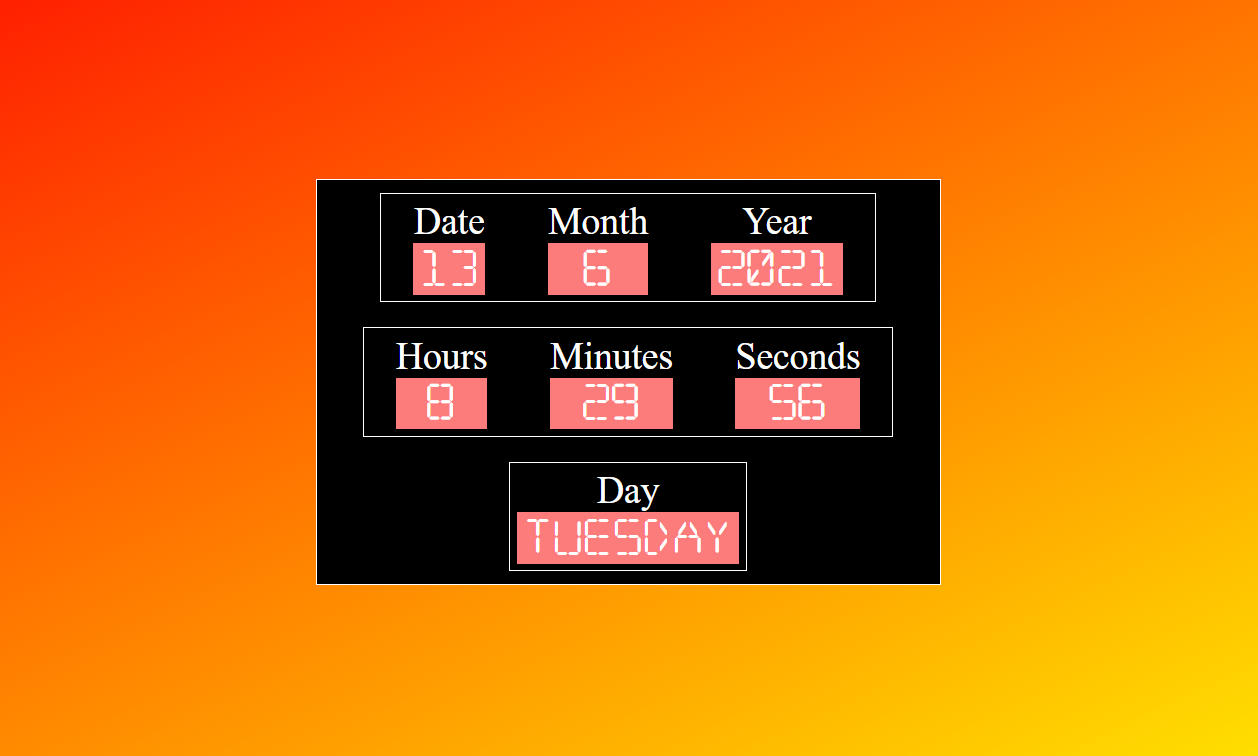 Date Month Year
13 6 2021
Hours Minutes Seconds
8 29 56
Day
TUESDAY